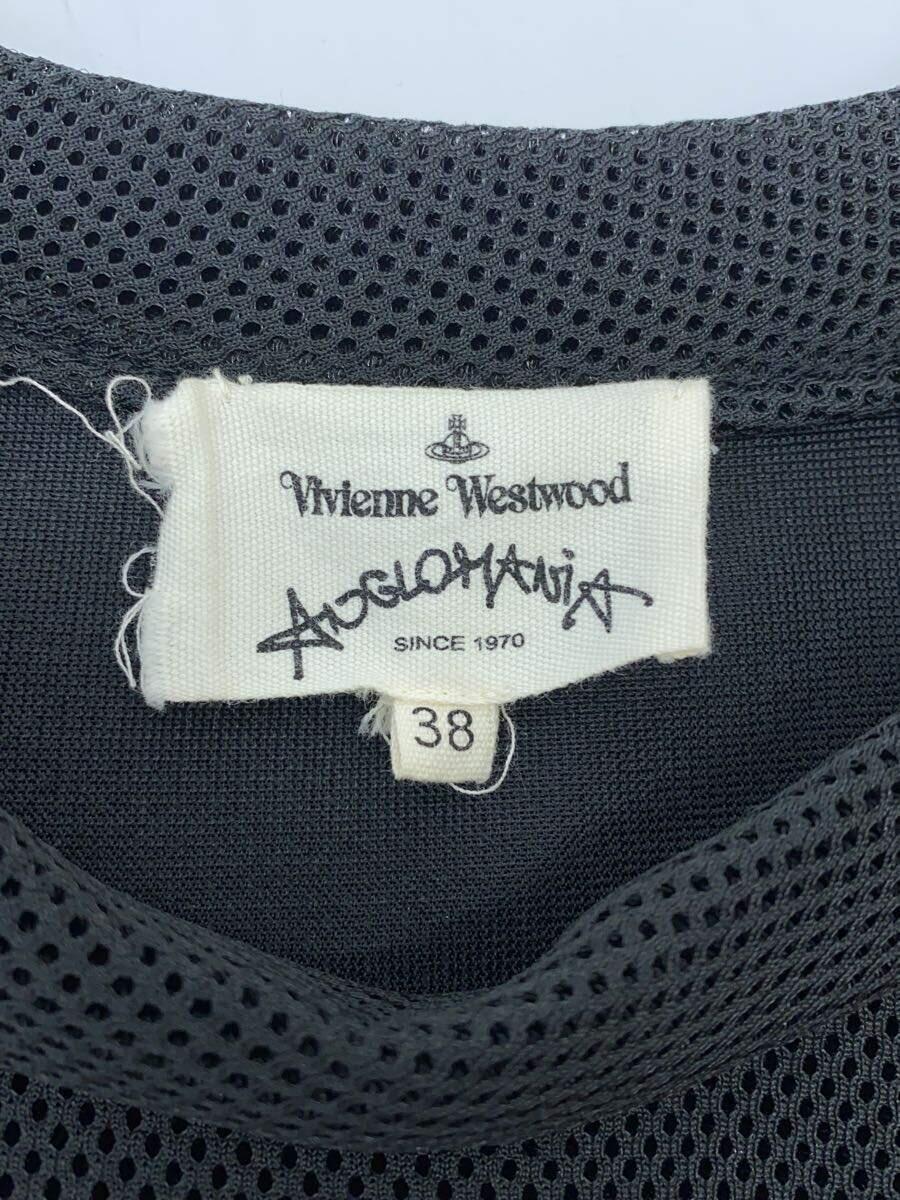 Vivienne Westwood
ANGLOMANiA
SINCE 1970
38